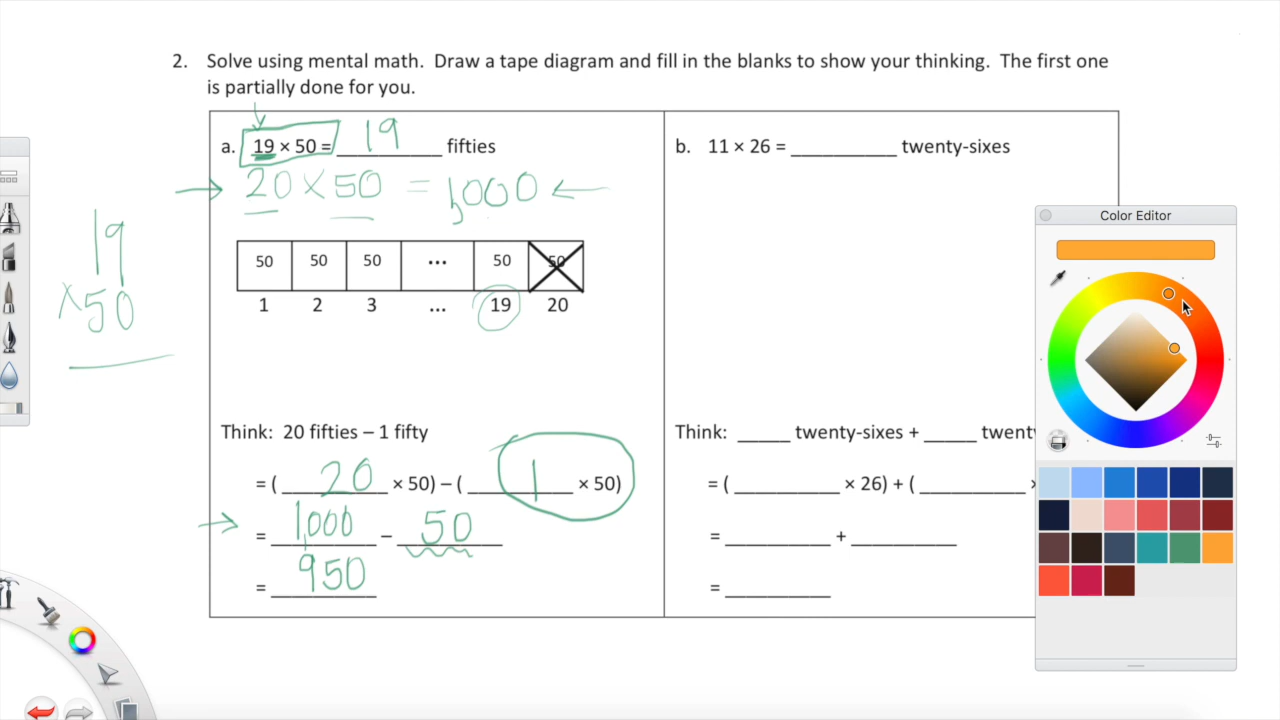 Color Editor
2. Solve using mental math. Draw a tape diagram and fill in the blanks to show your thinking. The first one
is partially done for you.
a. 19 × 50 = 19 fifties
20 × 50 = 1,000
19
×50
50 50 50 ... 50 50
1 2 3 ... 19 20
Think: 20 fifties – 1 fifty
= ( 20 × 50) – ( 1 × 50)
= 1,000 – 50
= 950
b. 11 × 26 = __________ twenty-sixes
Think: _____ twenty-sixes + _____
= ( __________ × 26) + ( __________
= __________ + __________
= __________